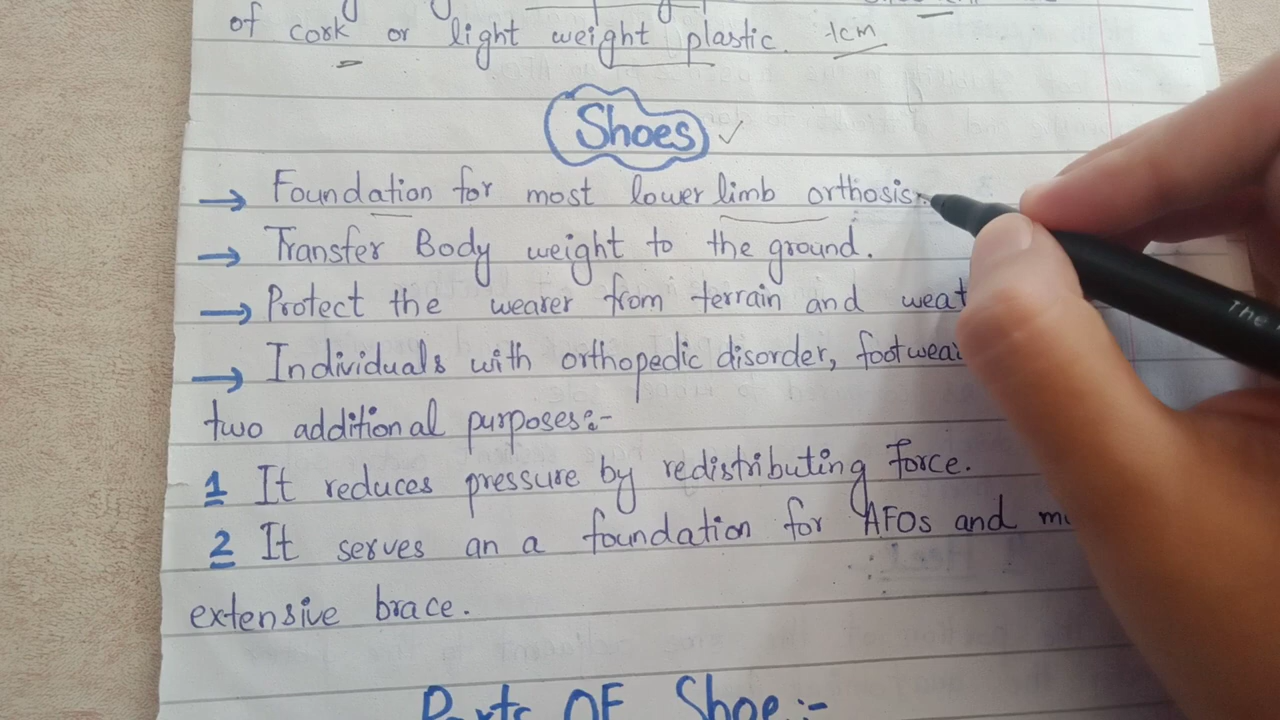 of cork or light weight plastic. 1cm
Shoes ✓
→ Foundation for most lower limb orthosis.
→ Transfer Body weight to the ground.
→ Protect the wearer from terrain and weat
→ Individuals with orthopedic disorder, footwear
two additional purposes:-
1 It reduces pressure by redistributing force.
2 It serves an a foundation for AFOs and
extensive brace.
Parts OF Shoe:-
The